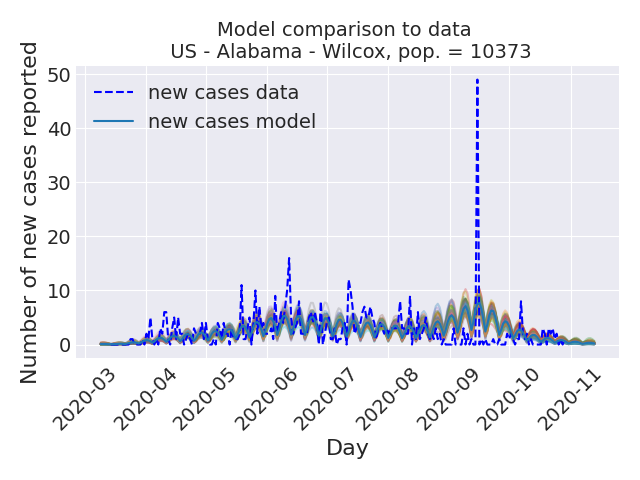 Model comparison to data
US - Alabama - Wilcox, pop. = 10373
Number of new cases reported
50
40
30
20
10
0
new cases data
new cases model
2020-03
2020-04
2020-05
2020-06
2020-07
2020-08
2020-09
2020-10
2020-11
Day